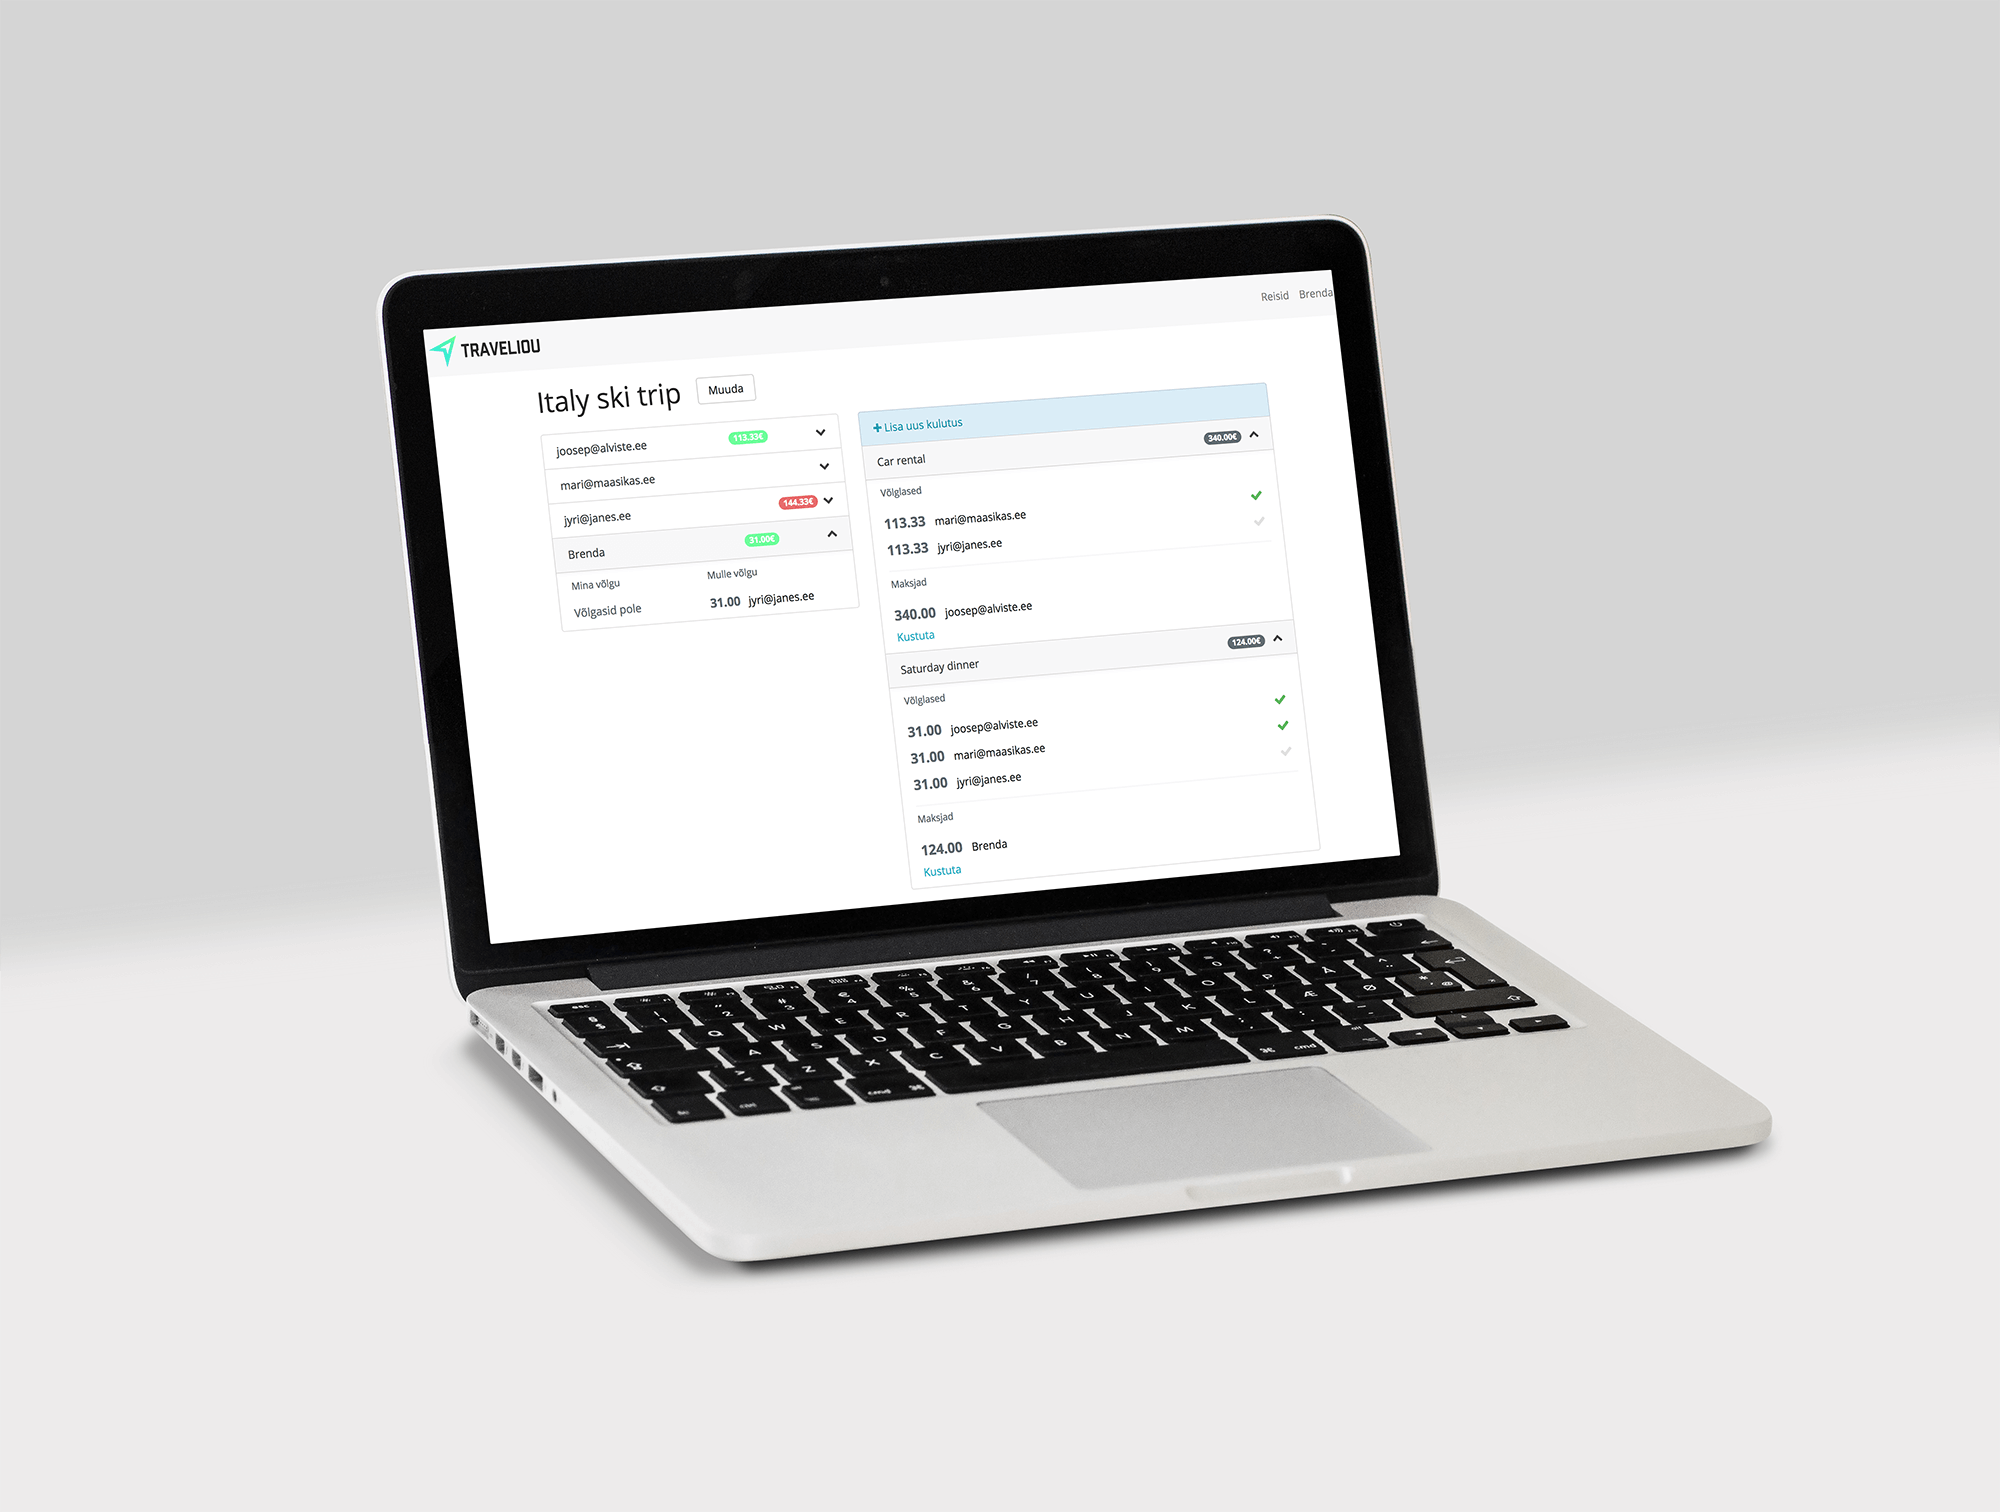 TRAVELIOU
Reisid Brenda
Italy ski trip Muuda
joosep@alviste.ee 113.33€
mari@maasikas.ee
jyri@janes.ee 144.33€
Brenda 31.00€
Mina võlgu Mulle võlgu
Võlgasid pole 31.00 jyri@janes.ee
+ Lisa uus kulutus
Car rental 340.00€
Võlglased
113.33 mari@maasikas.ee
113.33 jyri@janes.ee
Maksjad
340.00 joosep@alviste.ee
Kustuta
Saturday dinner 124.00€
Võlglased
31.00 joosep@alviste.ee
31.00 mari@maasikas.ee
31.00 jyri@janes.ee
Maksjad
124.00 Brenda
Kustuta
Q W E R T Y U I O P Å
A S D F G H J K L Æ Ø
Z X C V B N M
cmd cmd